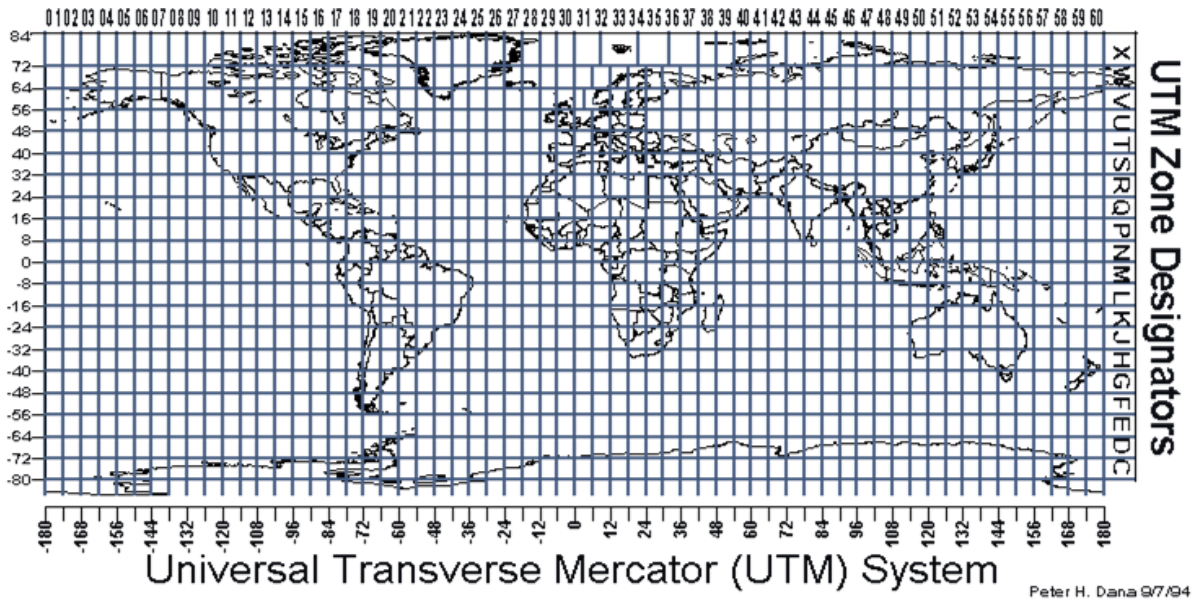 01 02 03 04 05 06 07 08 09 10 11 12 13 14 15 16 17 18 19 20 21 22 23 24 25 26 27 28 29 30 31 32 33 34 35 36 37 38 39 40 41 42 43 44 45 46 47 48 49 50 51 52 53 54 55 56 57 58 59 60
84
72
64
56
48
40
32
24
16
8
0
-8
-16
-24
-32
-40
-48
-56
-64
-72
-80
X
W
V
U
T
S
R
Q
P
N
M
L
K
J
H
G
F
E
D
C
UTM Zone Designators
-180 -168 -156 -144 -132 -120 -108 -96 -84 -72 -60 -48 -36 -24 -12 0 12 24 36 48 60 72 84 96 108 120 132 144 156 168 180
Universal Transverse Mercator (UTM) System
Peter H. Dana 9/7/94